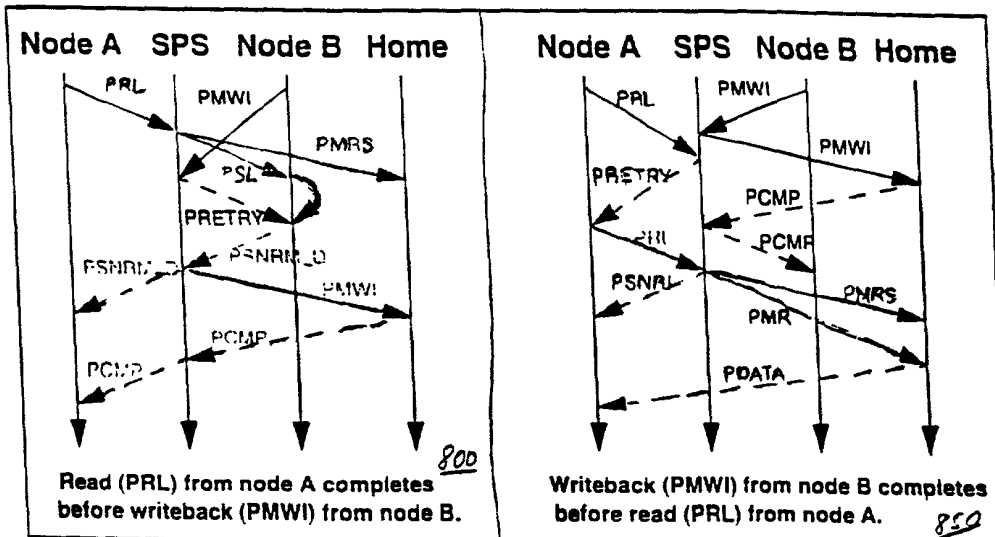 Node A SPS Node B Home
PRL
PMWI
PMRS
PSL
PRETRY
PSNRM_D
PSNRM_D
PMWI
PCMP
PCMP
800
Read (PRL) from node A completes
before writeback (PMWI) from node B.
Node A SPS Node B Home
PRL
PMWI
PMWI
PRETRY
PCMP
PCMP
PRL
PSNRL
PMRS
PMR
PDATA
Writeback (PMWI) from node B completes
before read (PRL) from node A.
850